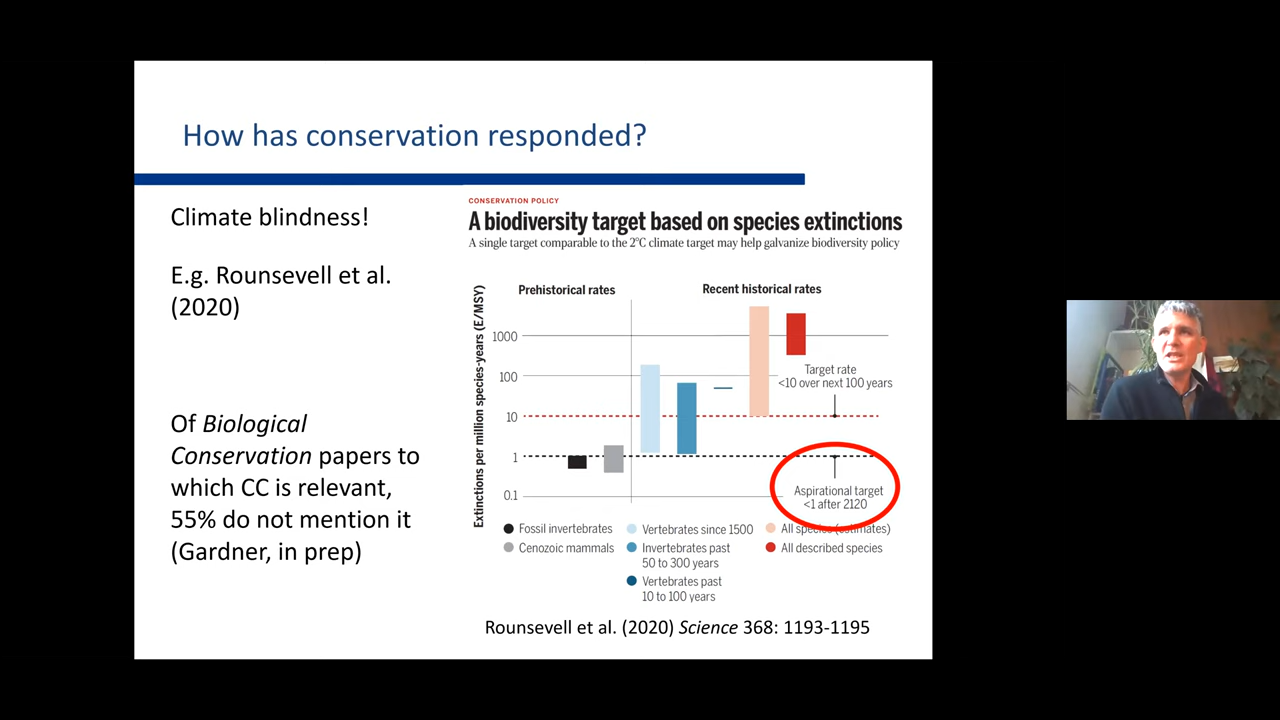 How has conservation responded?
Climate blindness!
E.g. Rounsevell et al.
(2020)
Of Biological
Conservation papers to
which CC is relevant,
55% do not mention it
(Gardner, in prep)
CONSERVATION POLICY
A biodiversity target based on species extinctions
A single target comparable to the 2°C climate target may help galvanize biodiversity policy
Extinctions per million species-years (E/MSY)
Prehistorical rates
Recent historical rates
1000
100
10
1
0.1
Target rate
<10 over next 100 years
Aspirational target
<1 after 2120
Fossil invertebrates
Cenozoic mammals
Vertebrates since 1500
Invertebrates past
50 to 300 years
Vertebrates past
10 to 100 years
All species (estimates)
All described species
Rounsevell et al. (2020) Science 368: 1193-1195